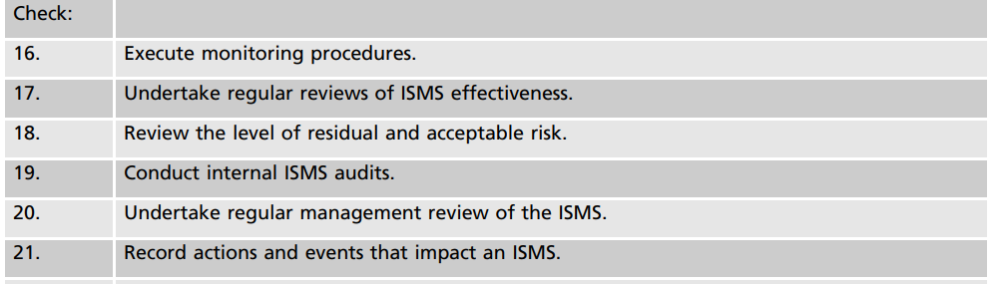 Check:
16. Execute monitoring procedures.
17. Undertake regular reviews of ISMS effectiveness.
18. Review the level of residual and acceptable risk.
19. Conduct internal ISMS audits.
20. Undertake regular management review of the ISMS.
21. Record actions and events that impact an ISMS.